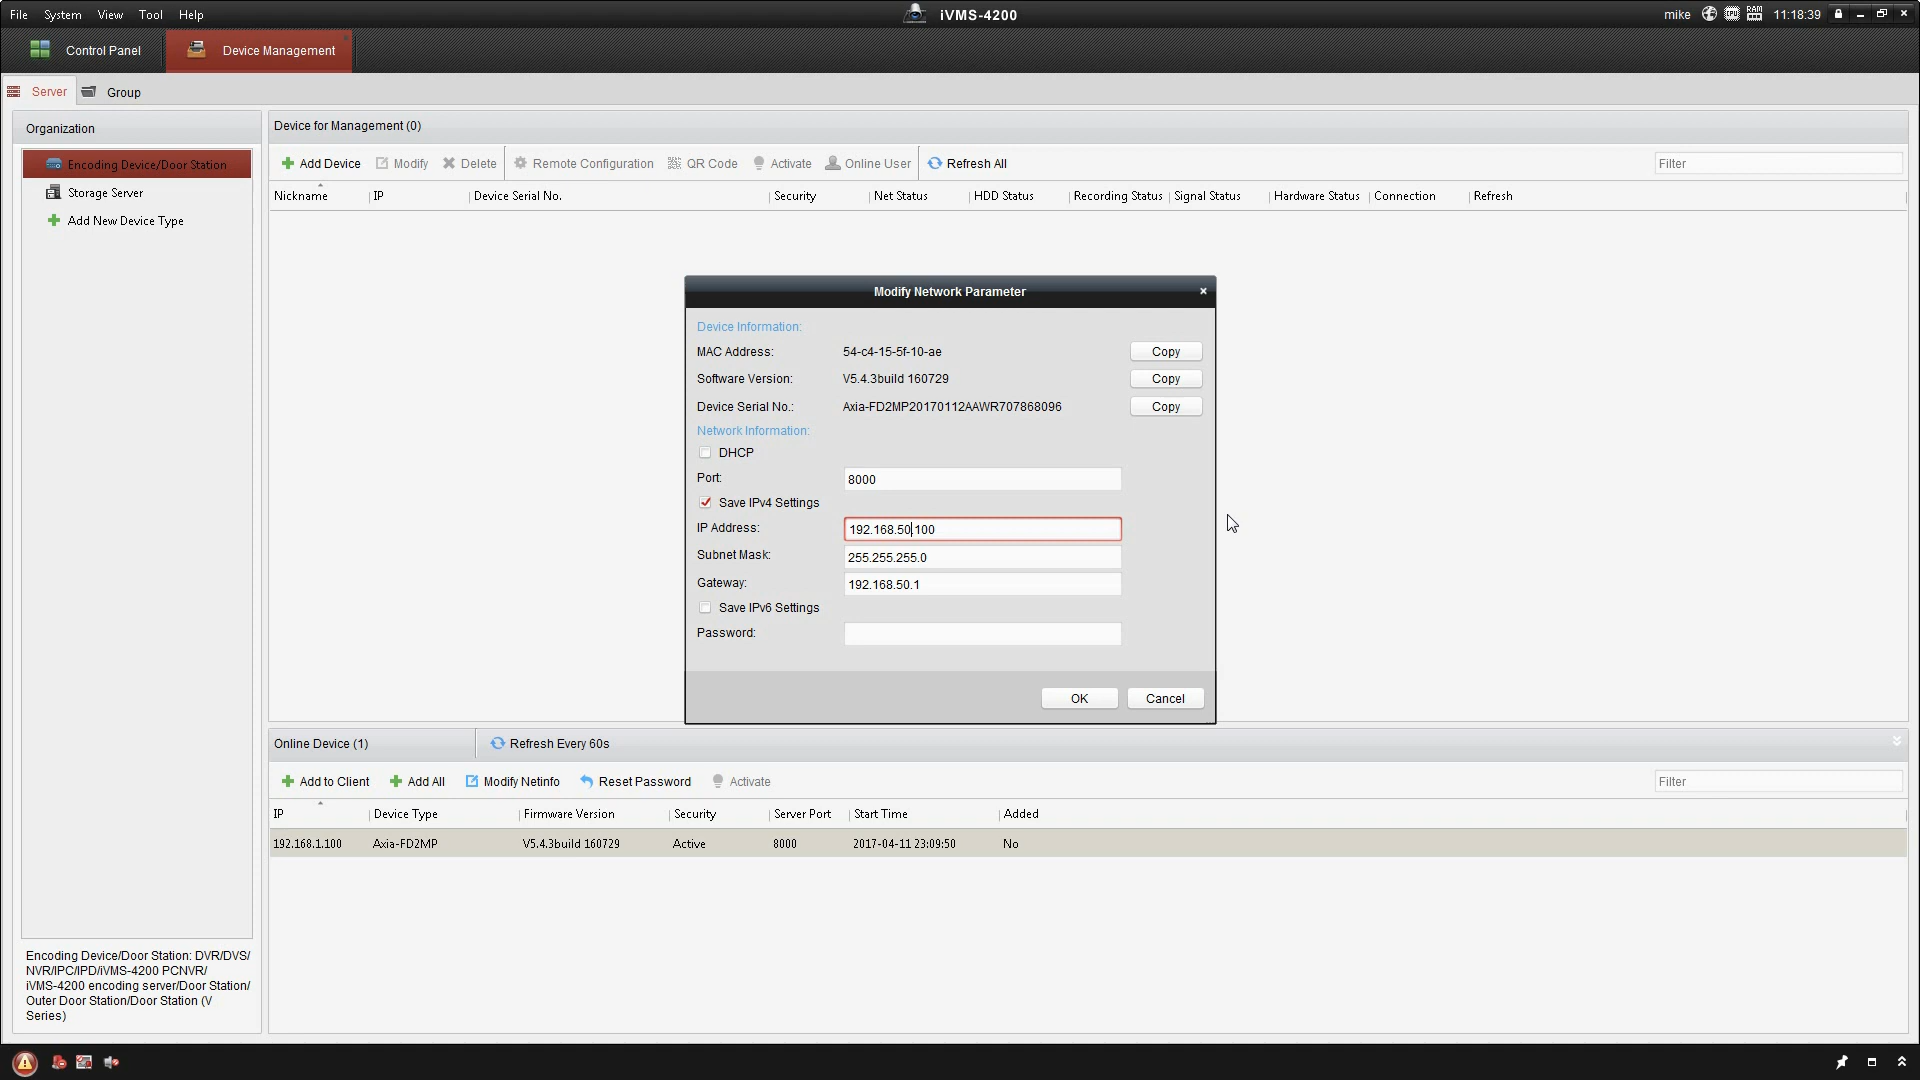 File System View Tool Help
iVMS-4200
mike CPU RAM 11:18:39
Control Panel
Device Management
Server
Group
Organization
Encoding Device/Door Station
Storage Server
Add New Device Type
Encoding Device/Door Station: DVR/DVS/
NVR/IPC/IPD/iVMS-4200 PCNVR/
iVMS-4200 encoding server/Door Station/
Outer Door Station/Door Station (V
Series)
Device for Management (0)
Add Device Modify Delete Remote Configuration QR Code Activate Online User Refresh All Filter
Nickname IP Device Serial No. Security Net Status HDD Status Recording Status Signal Status Hardware Status Connection Refresh
Modify Network Parameter
Device Information:
MAC Address: 54-c4-15-5f-10-ae Copy
Software Version: V5.4.3build 160729 Copy
Device Serial No.: Axia-FD2MP20170112AAWR707868096 Copy
Network Information:
DHCP
Port: 8000
Save IPv4 Settings
IP Address: 192.168.50.100
Subnet Mask: 255.255.255.0
Gateway: 192.168.50.1
Save IPv6 Settings
Password:
OK Cancel
Online Device (1) Refresh Every 60s
Add to Client Add All Modify Netinfo Reset Password Activate Filter
IP Device Type Firmware Version Security Server Port Start Time Added
192.168.1.100 Axia-FD2MP V5.4.3build 160729 Active 8000 2017-04-11 23:09:50 No